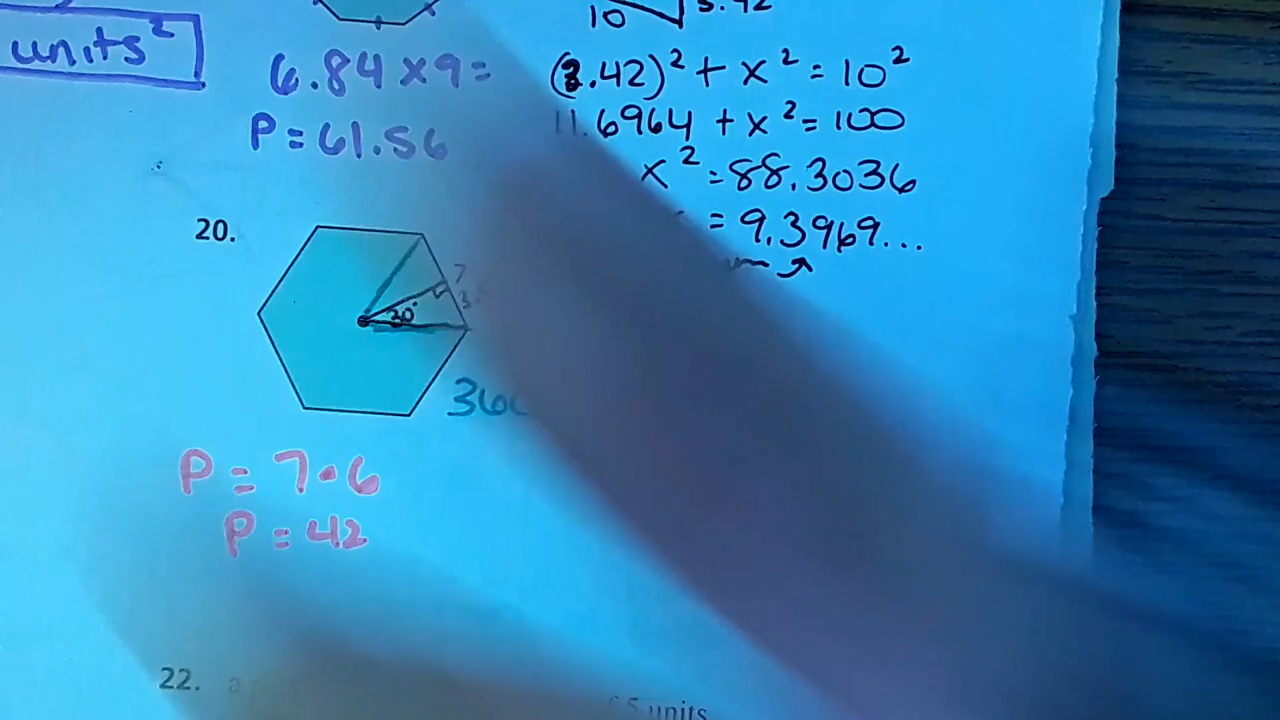 units²
10
6.84 x 9 =
P = 61.56
(3.42)² + x² = 10²
11.6964 + x² = 100
x² = 88.3036
= 9.3969...
20.
7
30°
P = 7 • 6
P = 42
22.
units